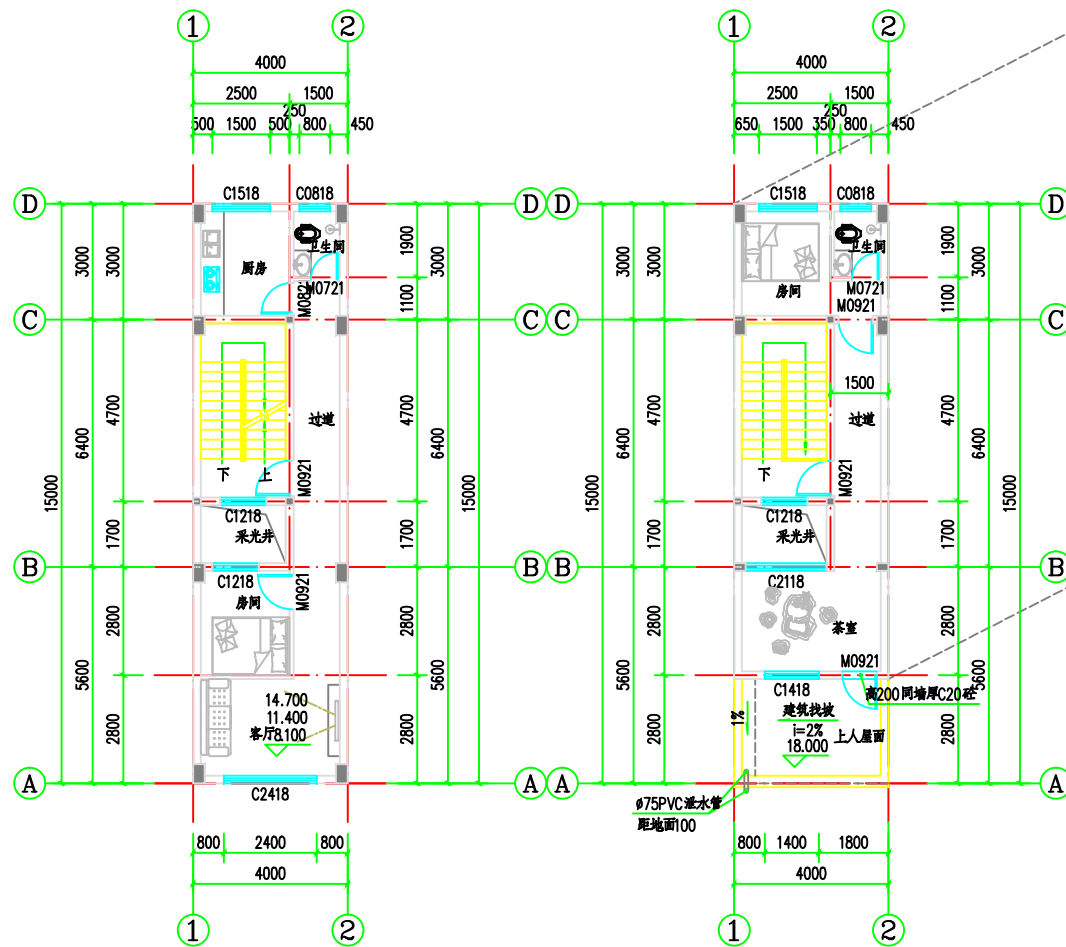 1
2
4000
2500
1500
250
500
1500
500
800
450
C1518
C0818
D
D
3000
3000
1900
3000
1100
厨房
卫生间
M0821
M0721
C
C
15000
6400
4700
过道
4700
6400
15000
下
上
M0921
C1218
采光井
1700
1700
B
B
C1218
房间
M0921
5600
2800
2800
5600
14.700
11.400
客厅8.100
2800
2800
A
A
C2418
800
2400
800
4000
1
2
1
2
4000
2500
1500
250
650
1500
350
800
450
C1518
C0818
D
D
3000
3000
1900
3000
1100
房间
卫生间
M0721
M0921
C
C
1500
15000
6400
4700
过道
4700
6400
15000
下
M0921
C1218
采光井
1700
1700
B
B
C2118
茶室
M0921
5600
2800
2800
5600
C1418
高200同墙厚C20砼
1%
建筑找坡
i=2%
上人屋面
18.000
2800
2800
A
A
ø75PVC泄水管
距地面100
800
1400
1800
4000
1
2